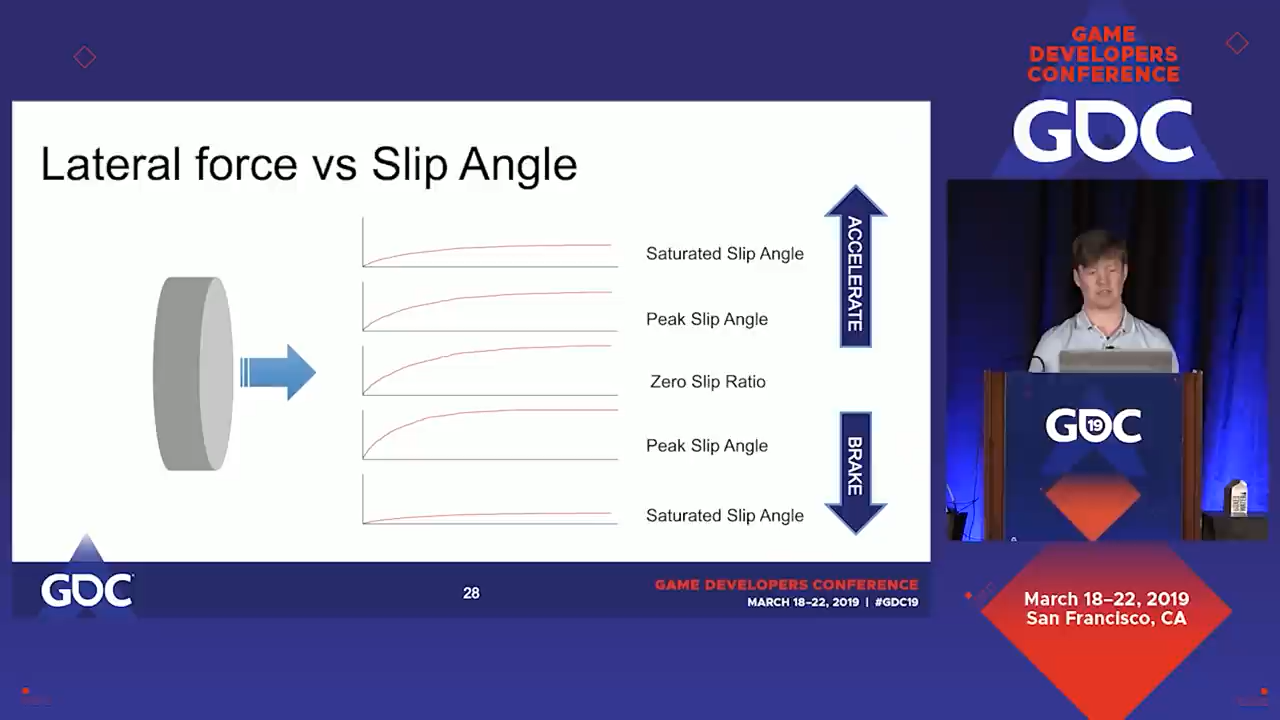 GAME
DEVELOPERS
CONFERENCE
GDC
Lateral force vs Slip Angle
Saturated Slip Angle
Peak Slip Angle
Zero Slip Ratio
Peak Slip Angle
Saturated Slip Angle
ACCELERATE
BRAKE
GDC
28
GAME DEVELOPERS CONFERENCE
MARCH 18–22, 2019 | #GDC19
GDC
19
March 18–22, 2019
San Francisco, CA